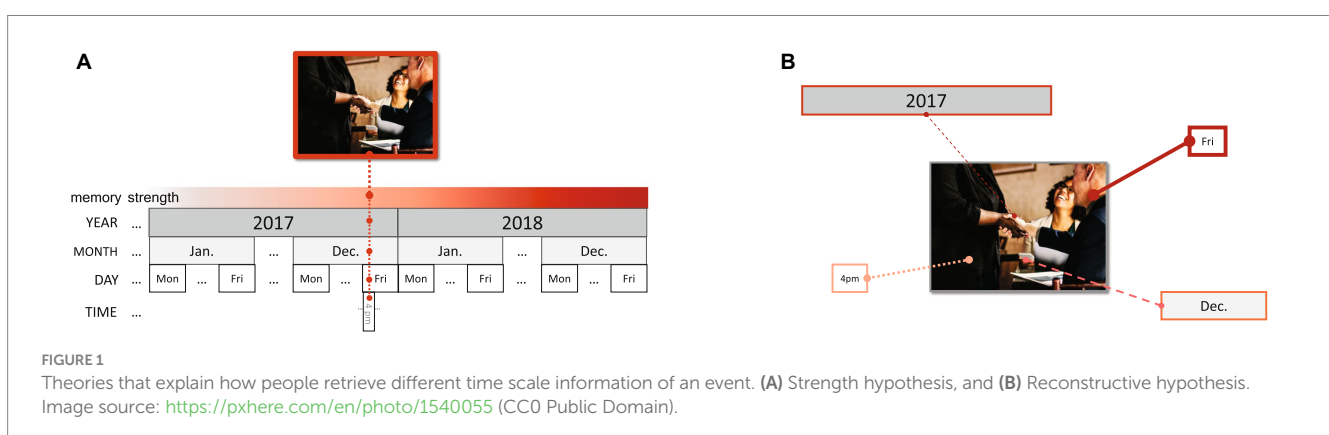 A
memory strength
YEAR ... 2017 2018
MONTH ... Jan. ... Dec. Jan. ... Dec.
DAY ... Mon ... Fri ... Mon ... Fri Mon ... Fri ... Mon ... Fri
TIME ... 4 pm
B
2017
Fri
4pm
Dec.
FIGURE 1
Theories that explain how people retrieve different time scale information of an event. (A) Strength hypothesis, and (B) Reconstructive hypothesis.
Image source: https://pxhere.com/en/photo/1540055 (CC0 Public Domain).